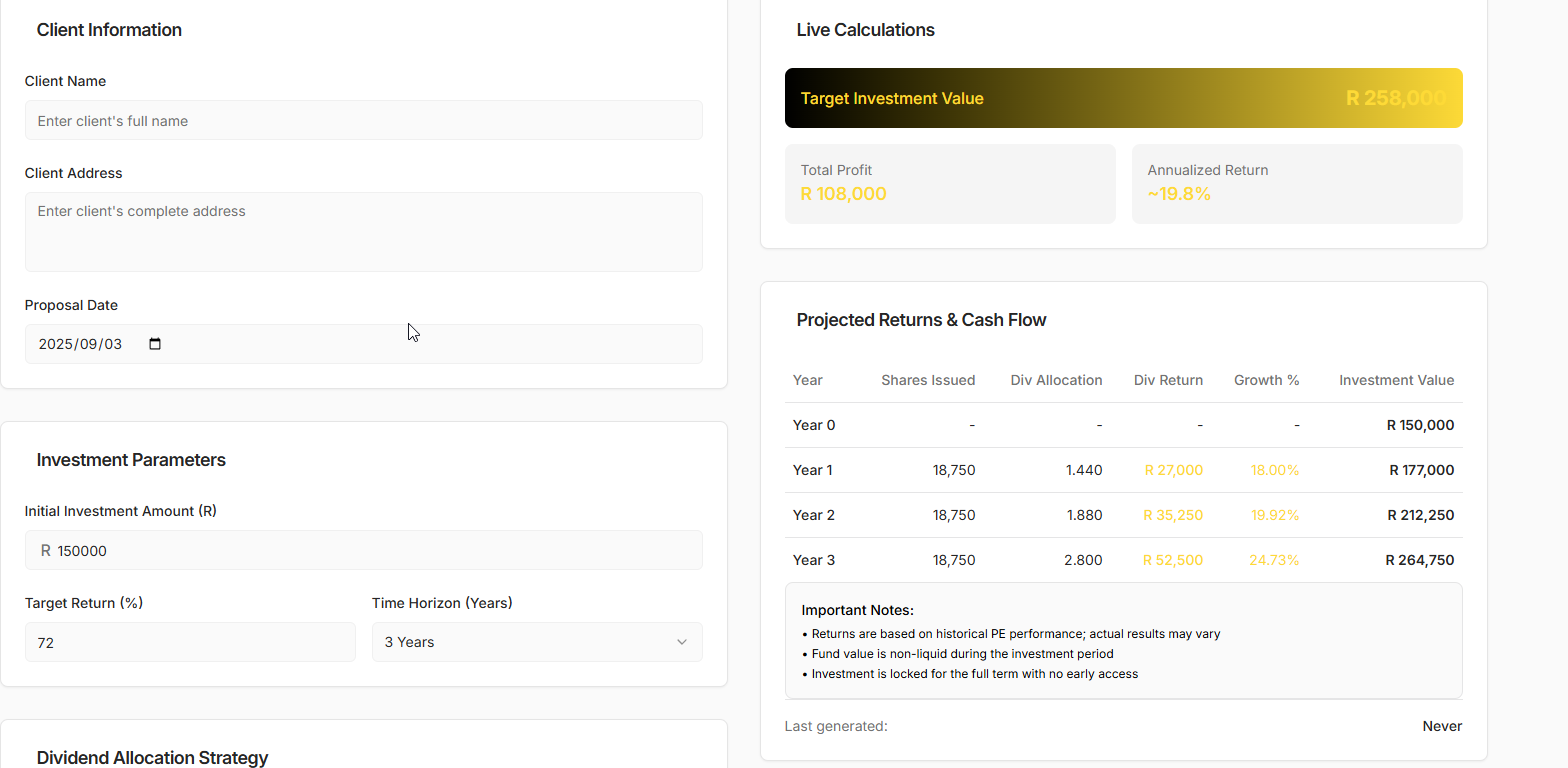 Client Information
Client Name
Enter client's full name
Client Address
Enter client's complete address
Proposal Date
2025/09/03
Investment Parameters
Initial Investment Amount (R)
R 150000
Target Return (%)
Time Horizon (Years)
72
3 Years
Dividend Allocation Strategy
Live Calculations
Target Investment Value
R 258,000
Total Profit
R 108,000
Annualized Return
~19.8%
Projected Returns & Cash Flow
Year Shares Issued Div Allocation Div Return Growth % Investment Value
Year 0 - - - - R 150,000
Year 1 18,750 1.440 R 27,000 18.00% R 177,000
Year 2 18,750 1.880 R 35,250 19.92% R 212,250
Year 3 18,750 2.800 R 52,500 24.73% R 264,750
Important Notes:
• Returns are based on historical PE performance; actual results may vary
• Fund value is non-liquid during the investment period
• Investment is locked for the full term with no early access
Last generated: Never